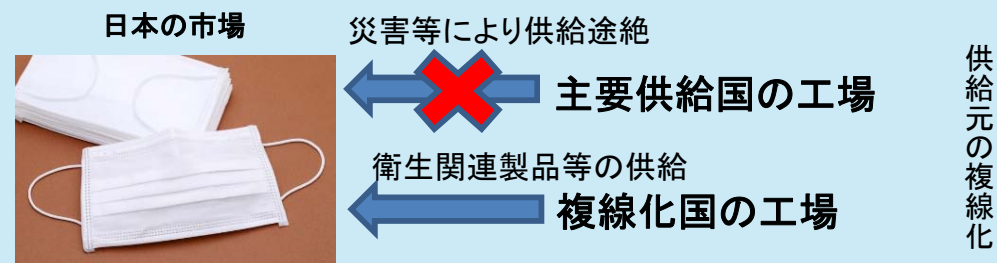 日本の市場
災害等により供給途絶
主要供給国の工場
衛生関連製品等の供給
複線化国の工場
供給元の複線化